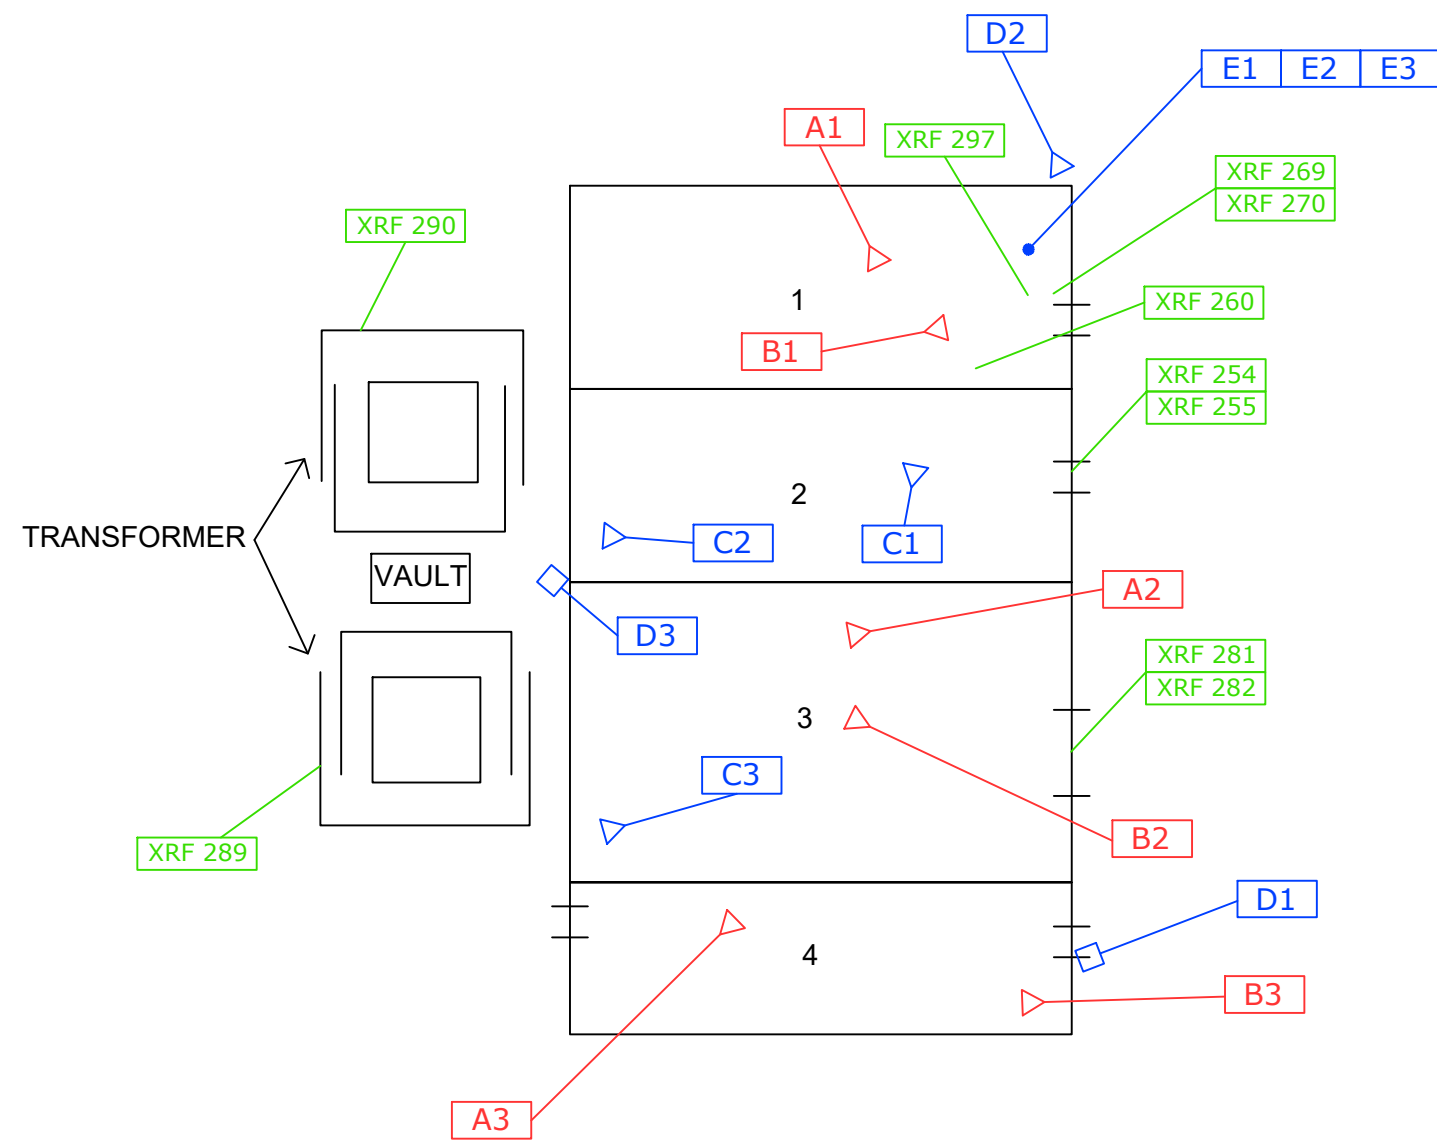 D2
E1 E2 E3
A1
XRF 297
XRF 269
XRF 270
XRF 290
1
XRF 260
B1
XRF 254
XRF 255
2
TRANSFORMER
C2
C1
VAULT
A2
D3
XRF 281
XRF 282
3
C3
B2
XRF 289
D1
4
B3
A3